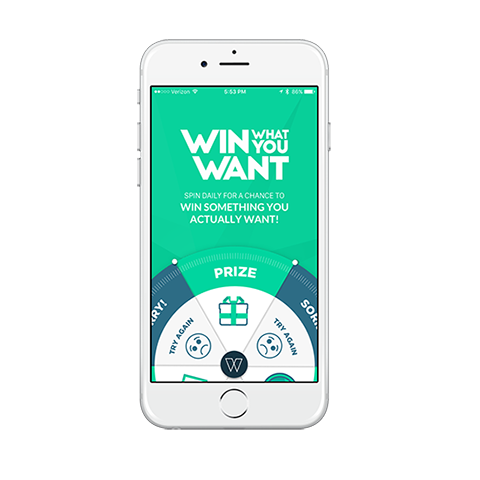 Verizon 5:53 PM 86%
WIN WHAT
YOU
WANT
SPIN DAILY FOR A CHANCE TO
WIN SOMETHING YOU
ACTUALLY WANT!
PRIZE
RRY!
SORR
TRY AGAIN
TRY AGAIN
W